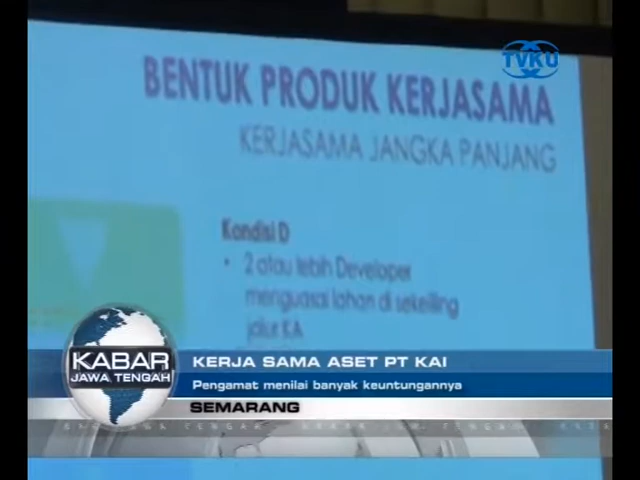 TVKU
BENTUK PRODUK KERJASAMA
KERJASAMA JANGKA PANJANG
Kondisi D
• 2 atau lebih Developer
menguasai lahan di sekeliling
jalur KA
KABAR
JAWA TENGAH
KERJA SAMA ASET PT KAI
Pengamat menilai banyak keuntungannya
SEMARANG